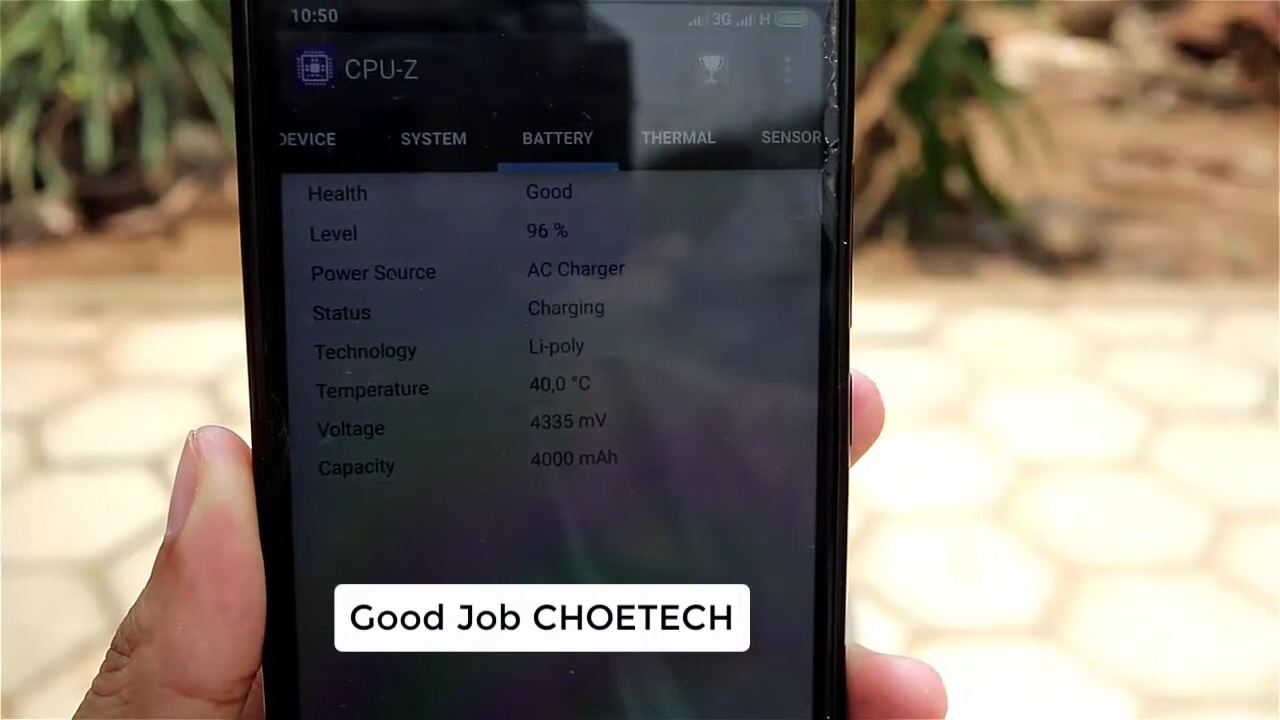 10:50 3G H
CPU-Z
DEVICE SYSTEM BATTERY THERMAL SENSOR
Health Good
Level 96 %
Power Source AC Charger
Status Charging
Technology Li-poly
Temperature 40,0 °C
Voltage 4335 mV
Capacity 4000 mAh
Good Job CHOETECH